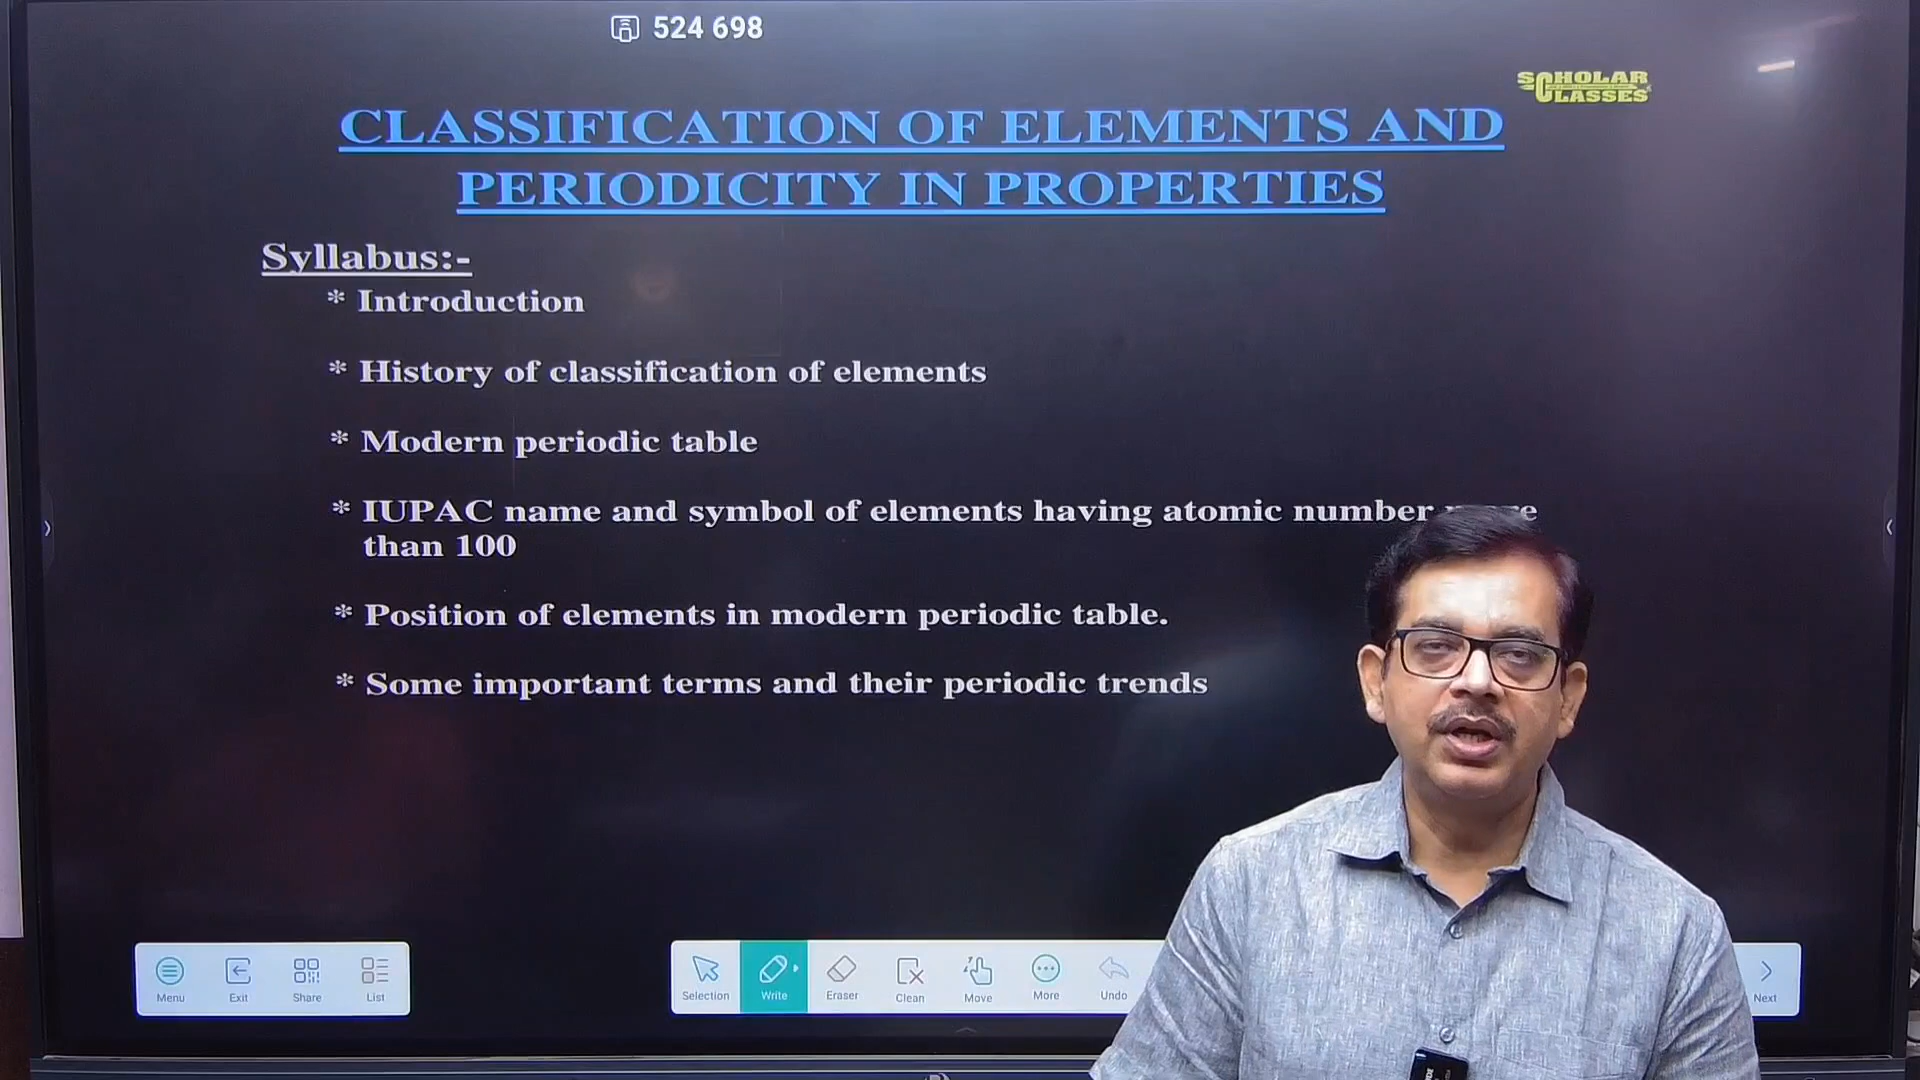 524 698
SCHOLAR
CLASSES
CLASSIFICATION OF ELEMENTS AND
PERIODICITY IN PROPERTIES
Syllabus:-
* Introduction
* History of classification of elements
* Modern periodic table
* IUPAC name and symbol of elements having atomic number
than 100
* Position of elements in modern periodic table.
* Some important terms and their periodic trends
Menu Exit Share List Selection Write Eraser Clean Move More Undo Next